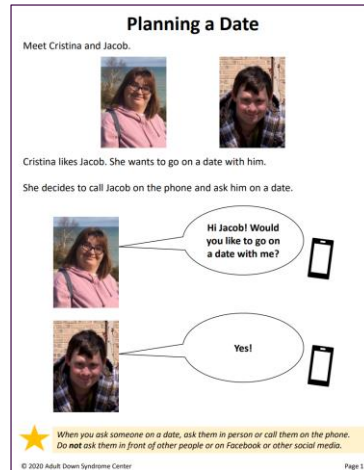 Planning a Date
Meet Cristina and Jacob.
Cristina likes Jacob. She wants to go on a date with him.
She decides to call Jacob on the phone and ask him on a date.
Hi Jacob! Would
you like to go on
a date with me?
Yes!
When you ask someone on a date, ask them in person or call them on the phone.
Do not ask them in front of other people or on Facebook or other social media.
© 2020 Adult Down Syndrome Center
Page 1